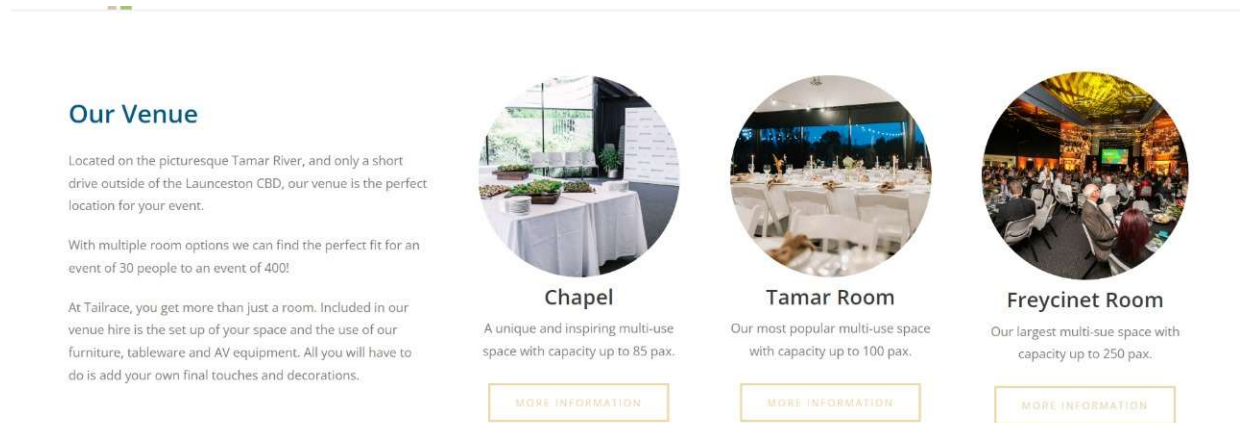 Our Venue
Located on the picturesque Tamar River, and only a short
drive outside of the Launceston CBD, our venue is the perfect
location for your event.
With multiple room options we can find the perfect fit for an
event of 30 people to an event of 400!
At Tailrace, you get more than just a room. Included in our
venue hire is the set up of your space and the use of our
furniture, tableware and AV equipment. All you will have to
do is add your own final touches and decorations.
Chapel
A unique and inspiring multi-use
space with capacity up to 85 pax.
MORE INFORMATION
Tamar Room
Our most popular multi-use space
with capacity up to 100 pax.
MORE INFORMATION
Freycinet Room
Our largest multi-sue space with
capacity up to 250 pax.
MORE INFORMATION